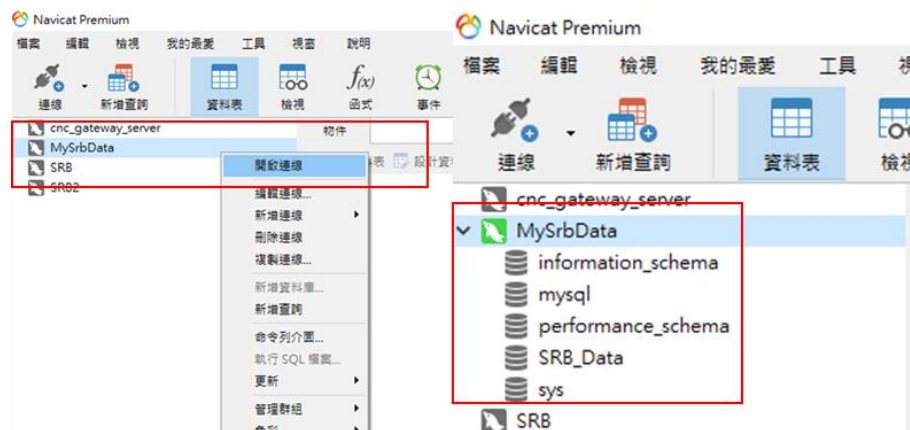 Navicat Premium
檔案 編輯 檢視 我的最愛 工具 視窗 說明
連線 新增查詢 資料表 檢視 函式 事件
f(x)
cnc_gateway_server
物件
MySrbData
SRB
SRB2
開啟連線
設計資
編輯連線...
新增連線
刪除連線
複製連線...
新增資料庫...
新增查詢
命令列介面...
執行 SQL 檔案...
更新
管理群組
Navicat Premium
檔案 編輯 檢視 我的最愛 工具
連線 新增查詢 資料表 檢視
cnc_gateway_server
MySrbData
information_schema
mysql
performance_schema
SRB_Data
sys
SRB